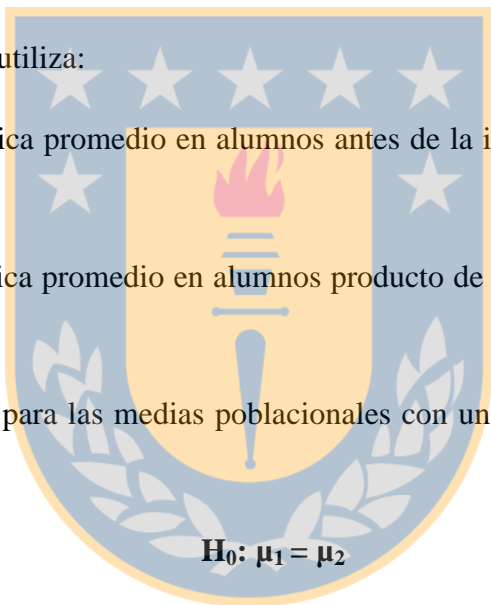 utiliza:
ica promedio en alumnos antes de la i
ica promedio en alumnos producto de
para las medias poblacionales con un
H₀: μ₁ = μ₂